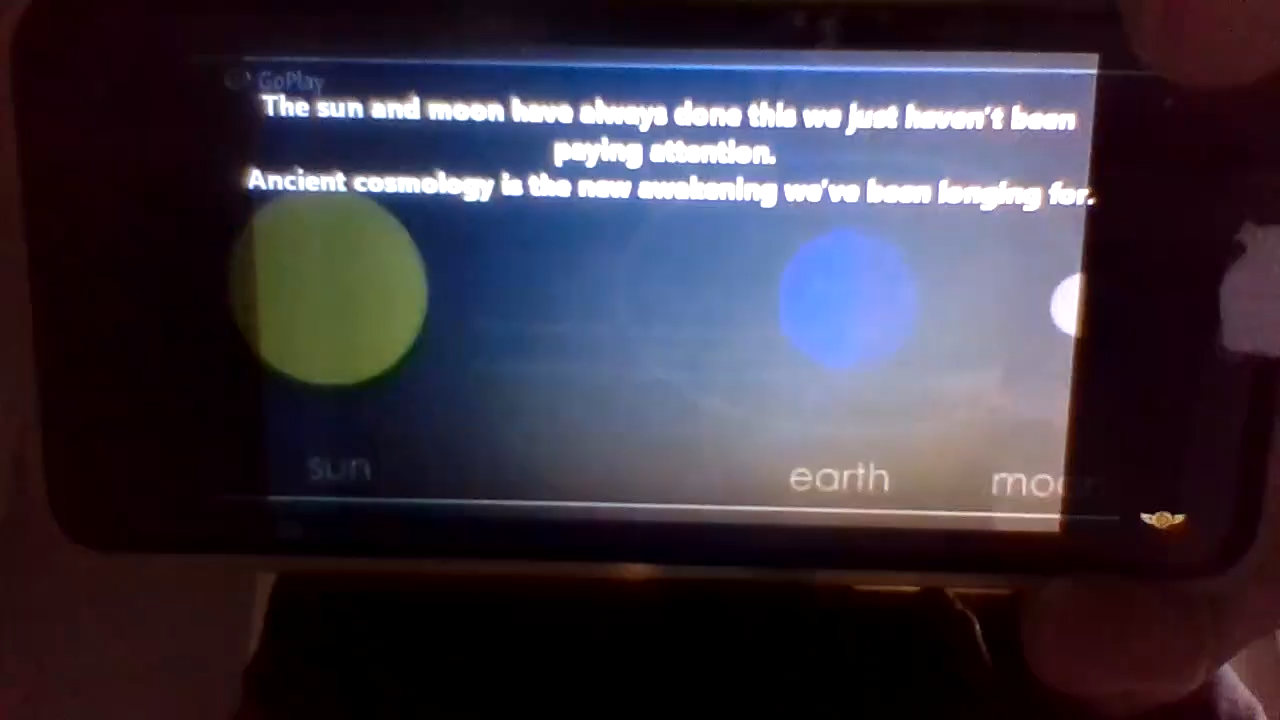 GoPlay
The sun and moon have always done this we just haven't been
paying attention.
Ancient cosmology is the new awakening we've been longing for.
sun
earth
moon